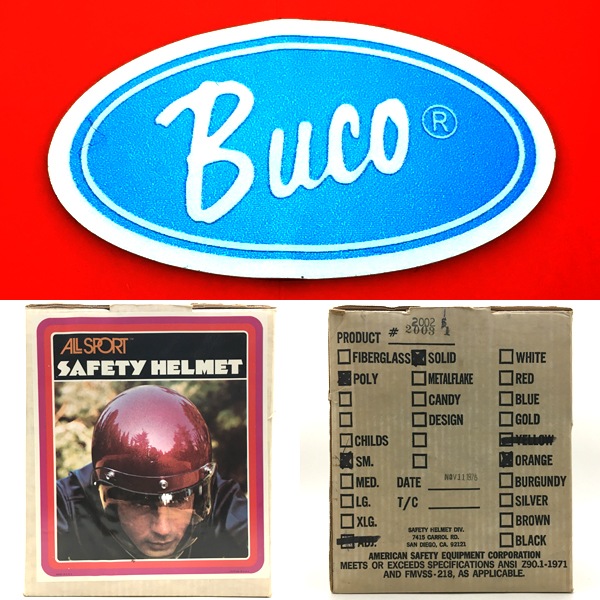 Buco ®
ALL SPORT™
SAFETY HELMET
PRODUCT # 2003
FIBERGLASS SOLID WHITE
POLY METALFLAKE RED
CANDY BLUE
DESIGN GOLD
CHILDS YELLOW
SM. ORANGE
MED. DATE NOV 11 1976 BURGUNDY
LG. T/C SILVER
XLG. BROWN
ADJ. BLACK
SAFETY HELMET DIV.
7415 CARROL RD.
SAN DIEGO, CA. 92121
AMERICAN SAFETY EQUIPMENT CORPORATION
MEETS OR EXCEEDS SPECIFICATIONS ANSI Z90.1-1971
AND FMVSS-218, AS APPLICABLE.